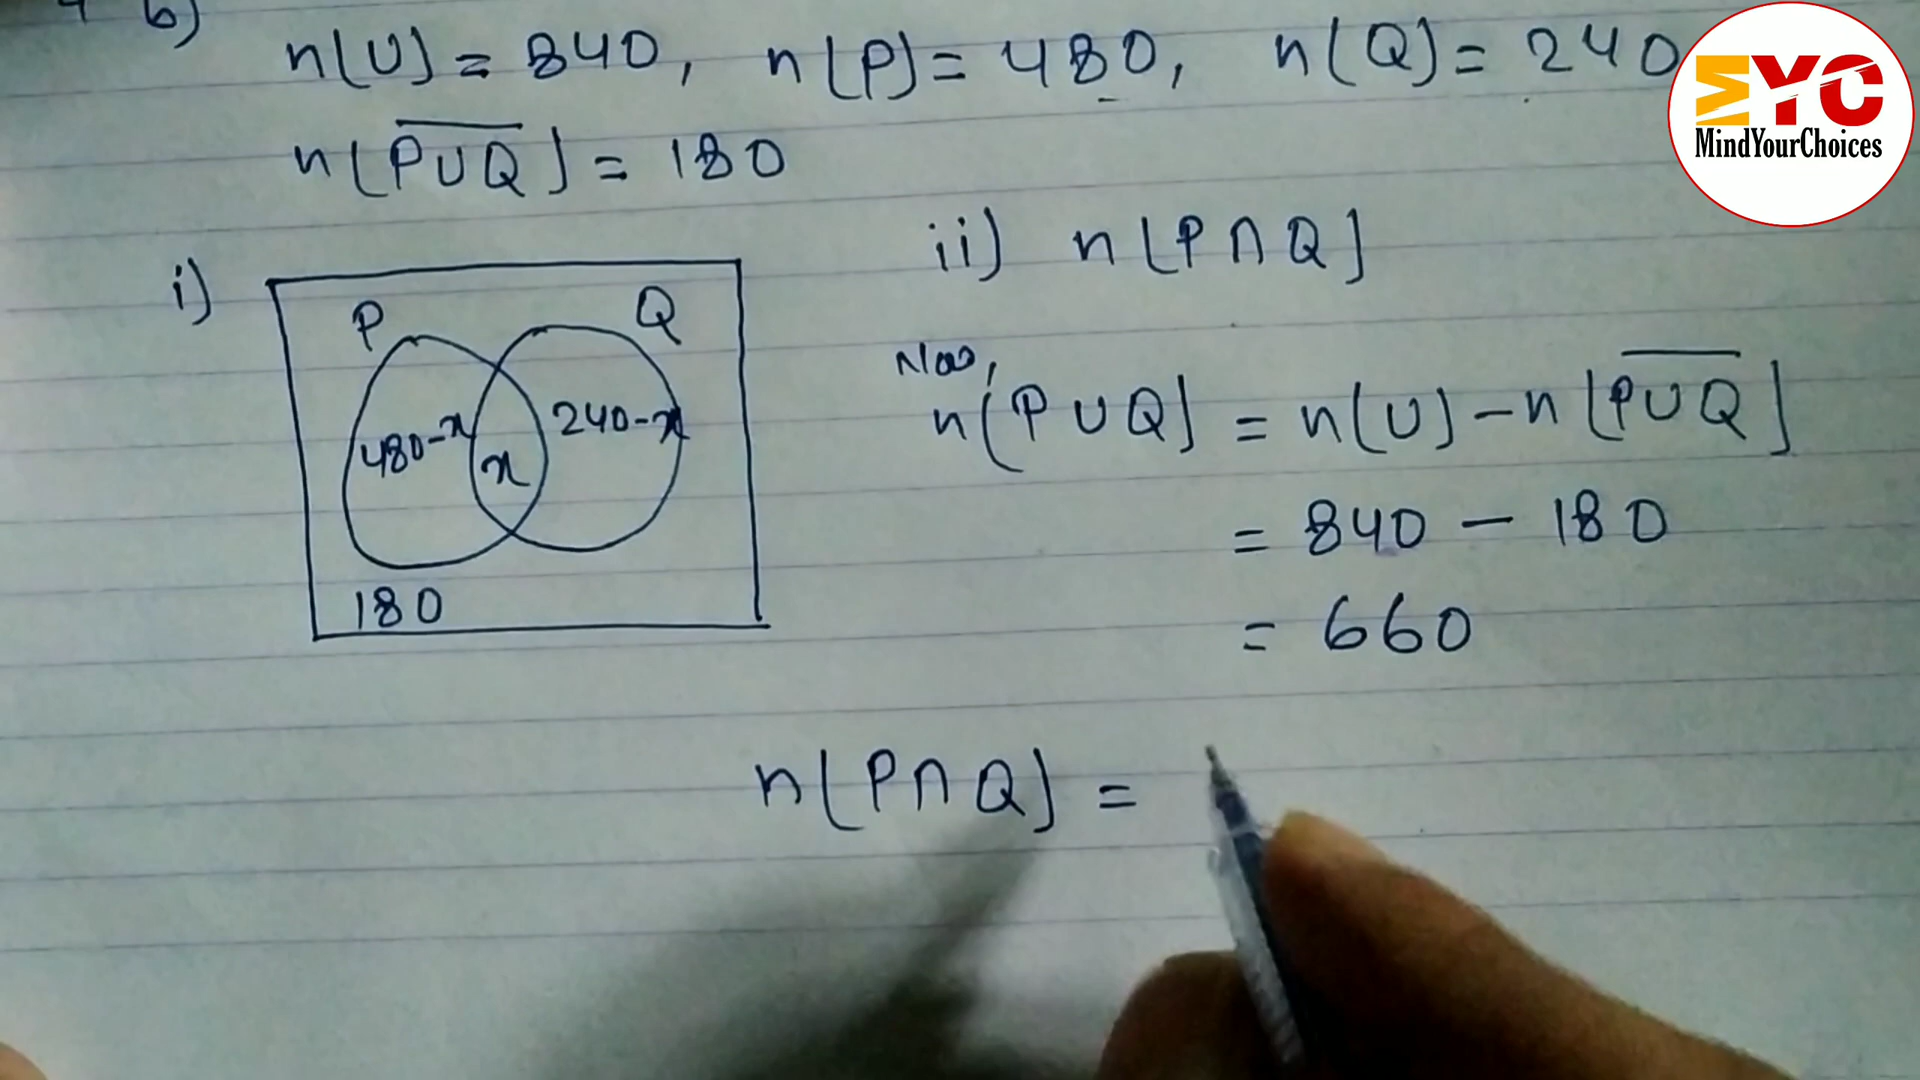 b)
n(U) = 840, n(P) = 480, n(Q) = 240
n(P∪Q)‾ = 180
i)
P Q
480-x x 240-x
180
ii) n(P∩Q)
Now,
n(P∪Q) = n(U) - n(P∪Q)‾
= 840 - 180
= 660
n(P∩Q) =
MYC
MindYourChoices